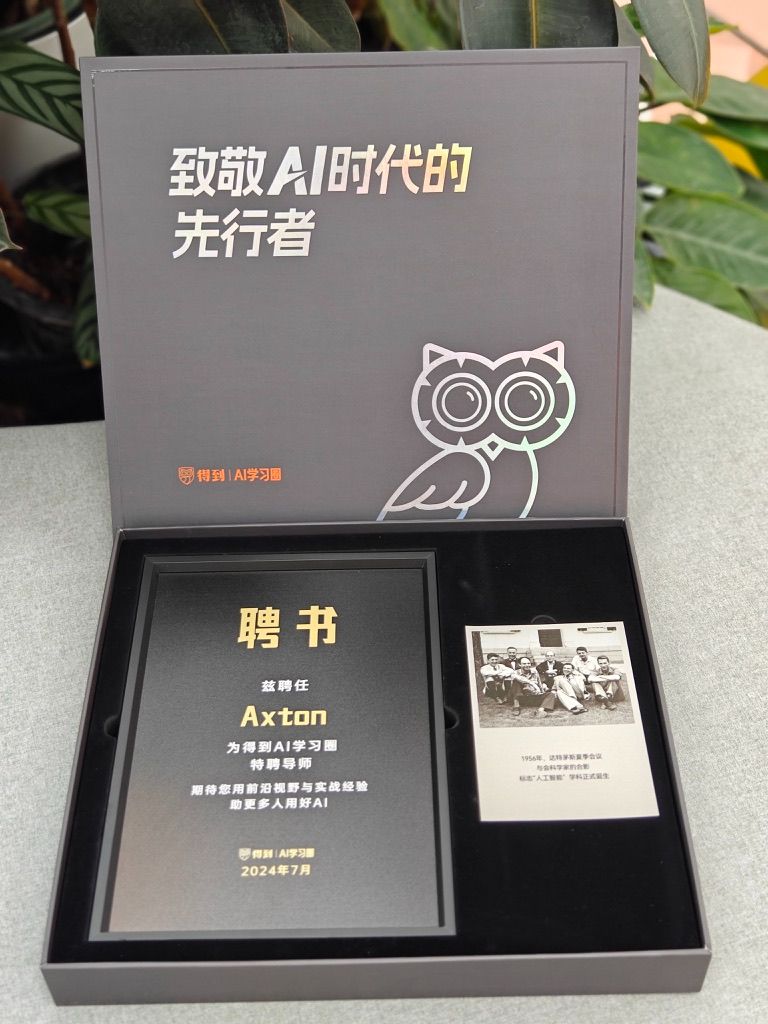 致敬AI时代的
先行者
得到 | AI学习圈
聘书
兹聘任
Axton
为得到AI学习圈
特聘导师
期待您用前沿视野与实战经验
助更多人用好AI
得到 | AI学习圈
2024年7月
1956年，达特茅斯夏季会议
与会科学家的合影
标志“人工智能”学科正式诞生